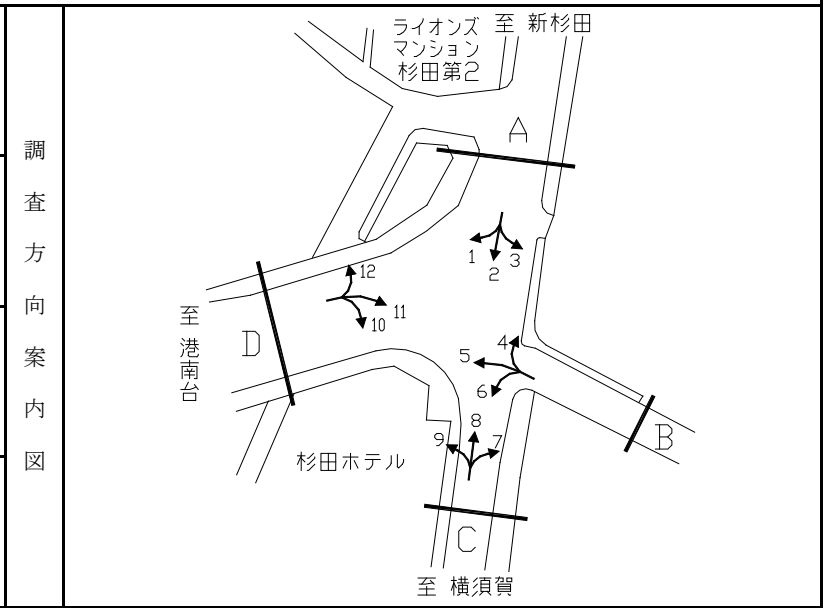 調査方向案内図
ライオンズ
マンション
杉田第2
至 新杉田
A
1
2
3
12
11
10
D
至 港南台
4
5
6
B
9
8
7
杉田ホテル
C
至 横須賀